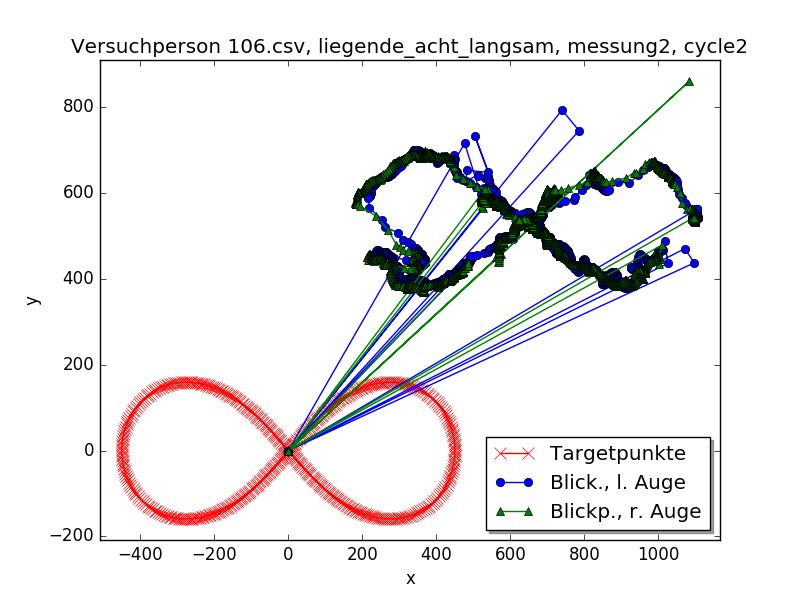 Versuchperson 106.csv, liegende_acht_langsam, messung2, cycle2
y
800
600
400
200
0
−200
−400
−200
0
200
400
600
800
1000
x
Targetpunkte
Blick., l. Auge
Blickp., r. Auge